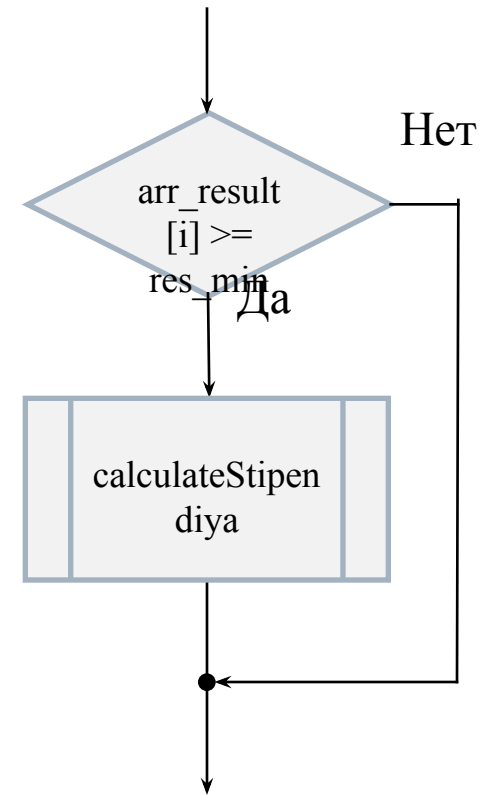 Нет
arr_result
[i] >=
res_min
Да
calculateStipen
diya